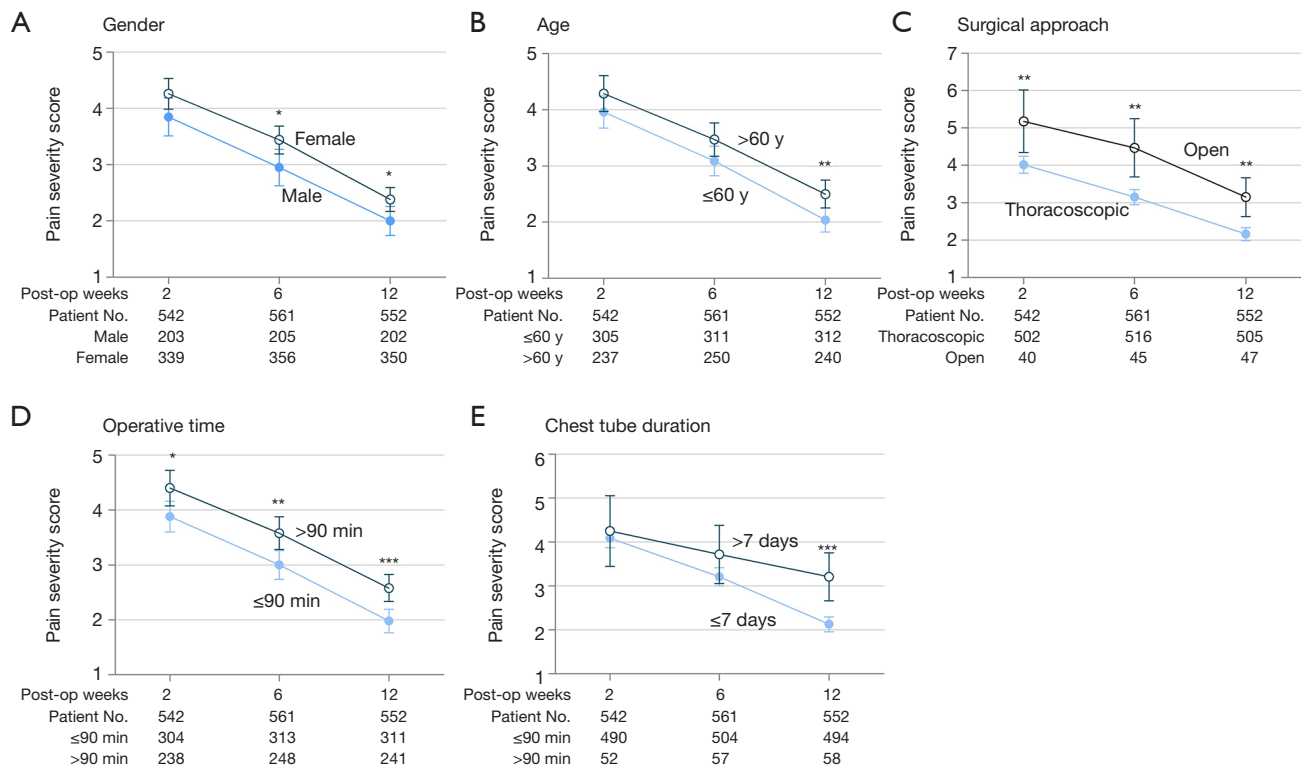 A Gender
Pain severity score
5
4
3
2
1
*
*
Female
Male
Post-op weeks 2 6 12
Patient No. 542 561 552
Male 203 205 202
Female 339 356 350
B Age
Pain severity score
5
4
3
2
1
**
>60 y
≤60 y
Post-op weeks 2 6 12
Patient No. 542 561 552
≤60 y 305 311 312
>60 y 237 250 240
C Surgical approach
Pain severity score
7
6
5
4
3
2
1
**
**
**
Open
Thoracoscopic
Post-op weeks 2 6 12
Patient No. 542 561 552
Thoracoscopic 502 516 505
Open 40 45 47
D Operative time
Pain severity score
5
4
3
2
1
*
**
***
>90 min
≤90 min
Post-op weeks 2 6 12
Patient No. 542 561 552
≤90 min 304 313 311
>90 min 238 248 241
E Chest tube duration
Pain severity score
6
5
4
3
2
1
***
>7 days
≤7 days
Post-op weeks 2 6 12
Patient No. 542 561 552
≤90 min 490 504 494
>90 min 52 57 58